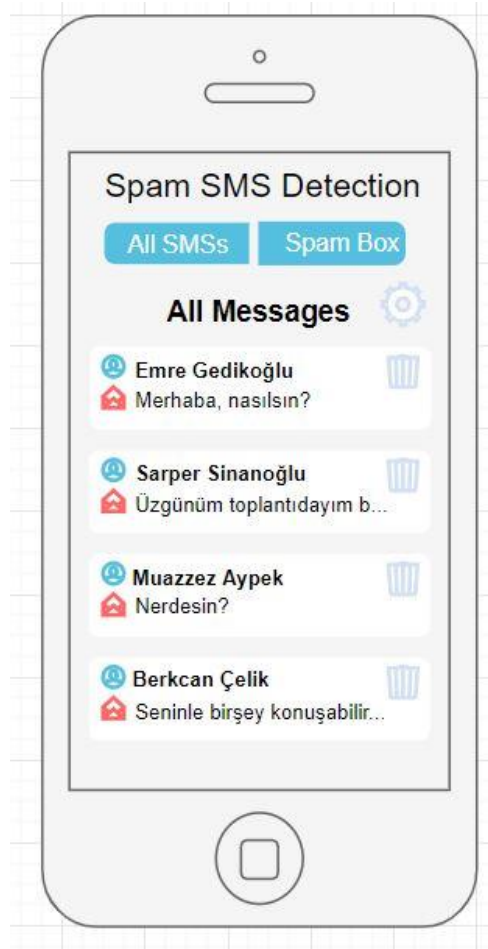 Spam SMS Detection
All SMSs
Spam Box
All Messages
Emre Gedikoğlu
Merhaba, nasılsın?
Sarper Sinanoğlu
Üzgünüm toplantıdayım b...
Muazzez Aypek
Nerdesin?
Berkcan Çelik
Seninle birşey konuşabilir...